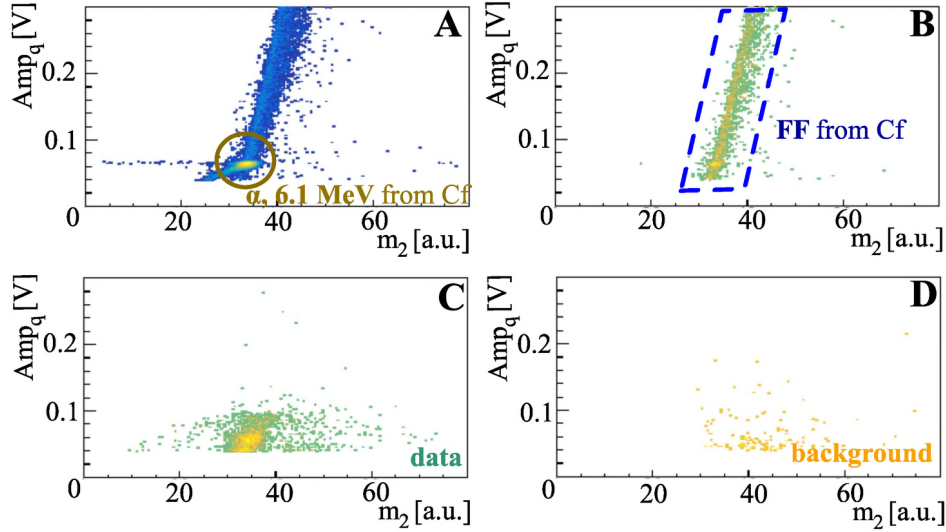 A
Amp_q [V]
0.2
0.1
0
20
40
60
m_2 [a.u.]
α, 6.1 MeV from Cf
B
Amp_q [V]
0.2
0.1
0
20
40
60
m_2 [a.u.]
FF from Cf
C
Amp_q [V]
0.2
0.1
0
20
40
60
m_2 [a.u.]
data
D
Amp_q [V]
0.2
0.1
0
20
40
60
m_2 [a.u.]
background